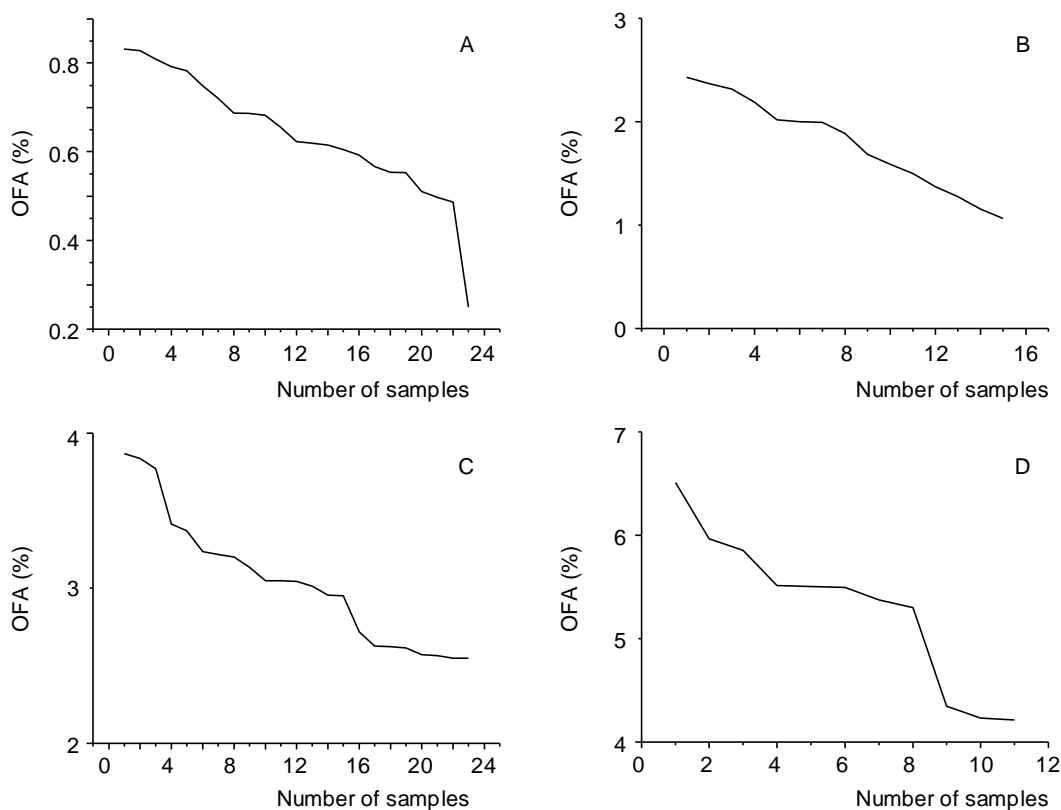 A
OFA (%)
0.8
0.6
0.4
0.2
0 4 8 12 16 20 24
Number of samples
B
OFA (%)
3
2
1
0
0 4 8 12 16
Number of samples
C
OFA (%)
4
3
2
0 4 8 12 16 20 24
Number of samples
D
OFA (%)
7
6
5
4
0 2 4 6 8 10 12
Number of samples